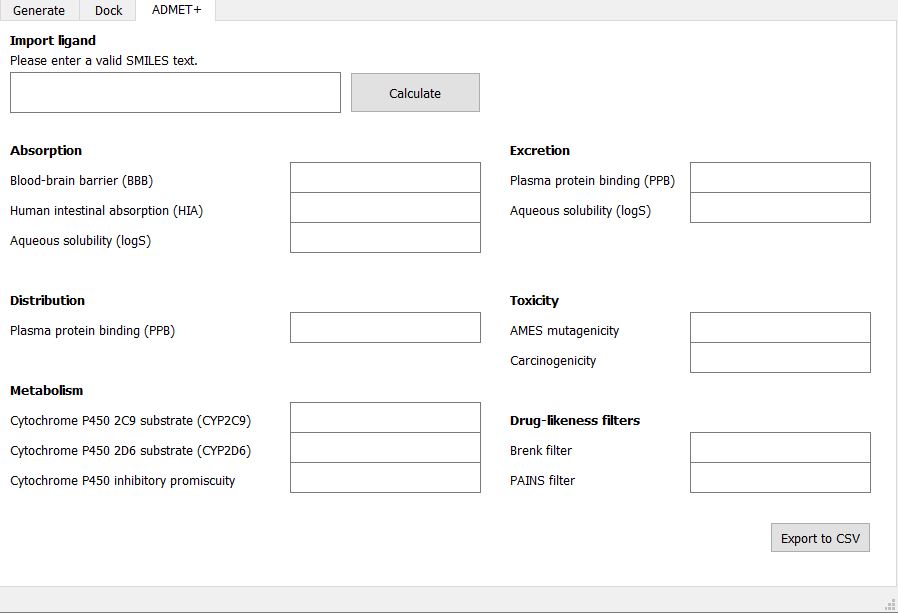 Generate Dock ADMET+
Import ligand
Please enter a valid SMILES text.
Calculate
Absorption
Blood-brain barrier (BBB)
Human intestinal absorption (HIA)
Aqueous solubility (logS)
Distribution
Plasma protein binding (PPB)
Metabolism
Cytochrome P450 2C9 substrate (CYP2C9)
Cytochrome P450 2D6 substrate (CYP2D6)
Cytochrome P450 inhibitory promiscuity
Excretion
Plasma protein binding (PPB)
Aqueous solubility (logS)
Toxicity
AMES mutagenicity
Carcinogenicity
Drug-likeness filters
Brenk filter
PAINS filter
Export to CSV